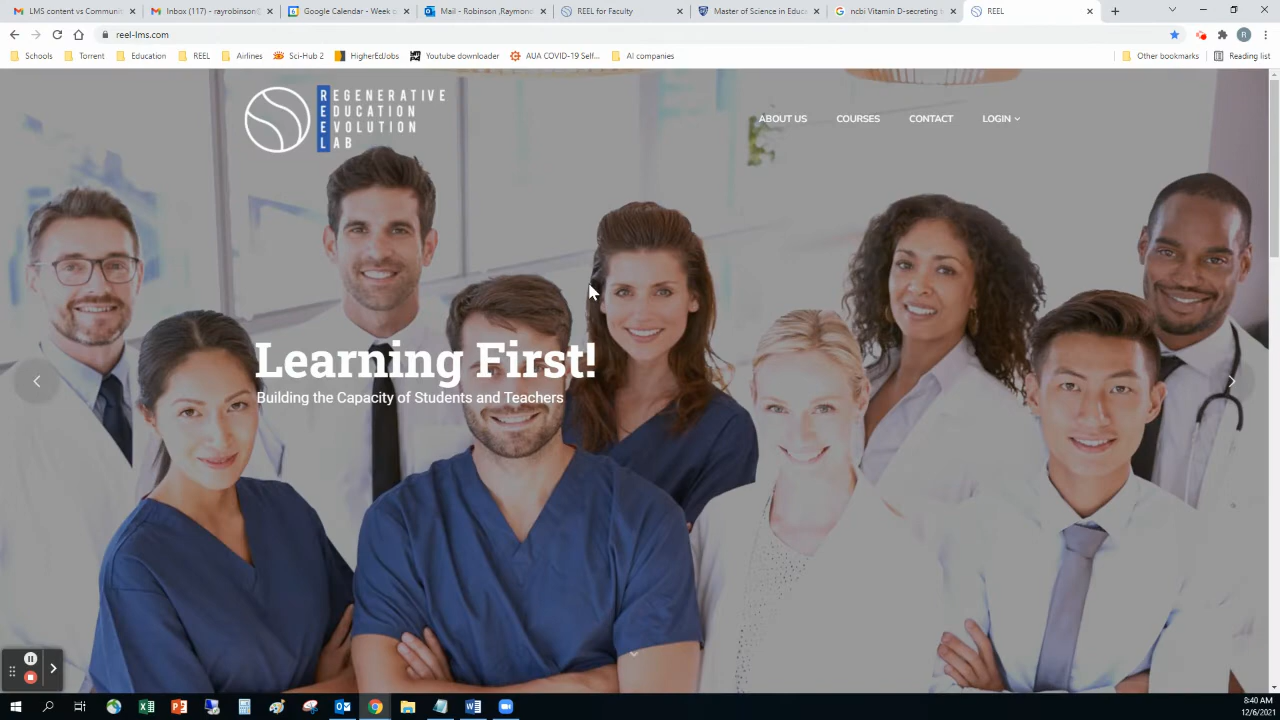 LMS content vs Communi
Inbox (117) - rayrobinson@
Google Calendar - Week o
Mail - Robinson ,Raymond
REEL for Faculty
Master of Science in Educa
ncbi Vitamin D-secreting s
REEL
reel-lms.com
R
Schools
Torrent
Education
REEL
Airlines
Sci-Hub 2
HigherEdJobs
Youtube downloader
AUA COVID-19 Self...
AI companies
Other bookmarks
Reading list
REGENERATIVE
EDUCATION
EVOLUTION
LAB
ABOUT US
COURSES
CONTACT
LOGIN
Learning First!
Building the Capacity of Students and Teachers
8:40 AM
12/6/2021